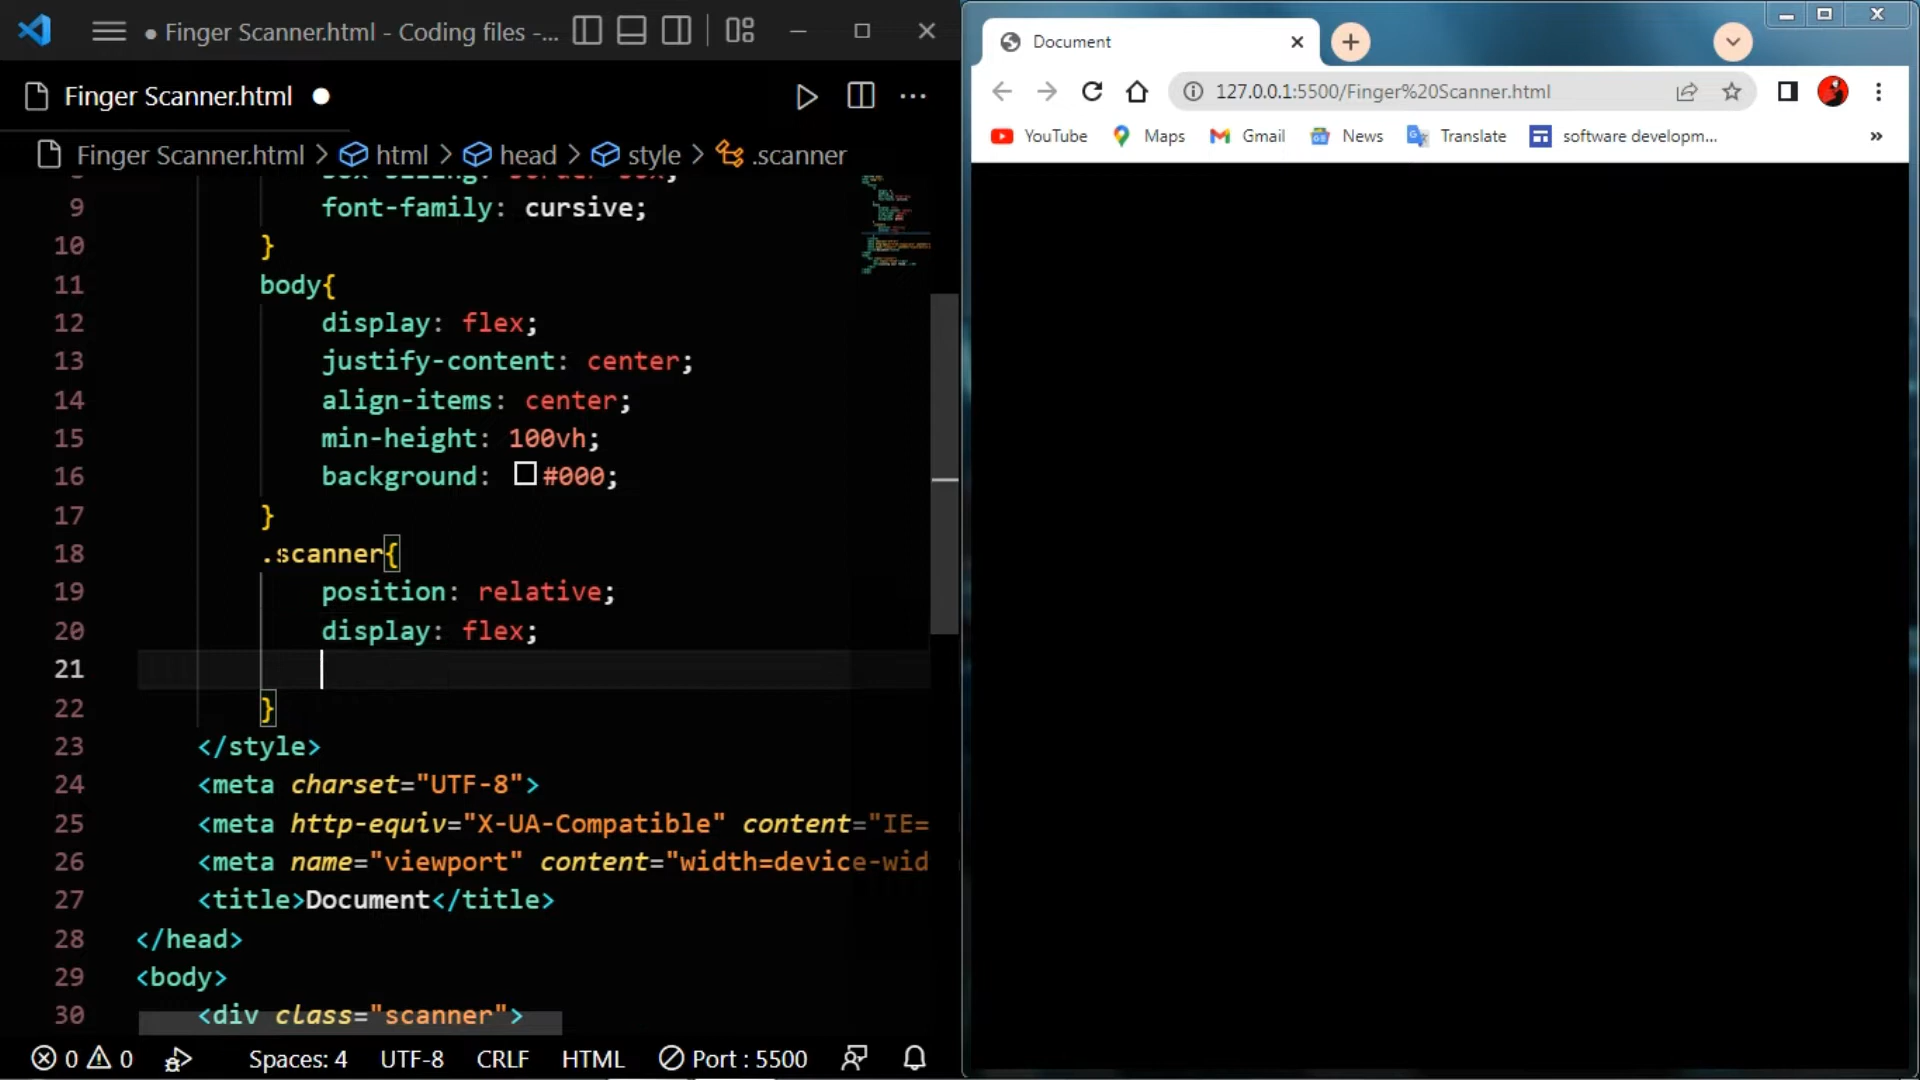 ● Finger Scanner.html - Coding files -...
Finger Scanner.html ●
Finger Scanner.html > html > head > style > .scanner
box-sizing: border-box;
9 font-family: cursive;
10 }
11 body{
12 display: flex;
13 justify-content: center;
14 align-items: center;
15 min-height: 100vh;
16 background: #000;
17 }
18 .scanner{
19 position: relative;
20 display: flex;
21
22 }
23 </style>
24 <meta charset="UTF-8">
25 <meta http-equiv="X-UA-Compatible" content="IE=
26 <meta name="viewport" content="width=device-wid
27 <title>Document</title>
28 </head>
29 <body>
30 <div class="scanner">
0 0 Spaces: 4 UTF-8 CRLF HTML Port : 5500
Document
127.0.0.1:5500/Finger%20Scanner.html
YouTube Maps Gmail News Translate software developm... »